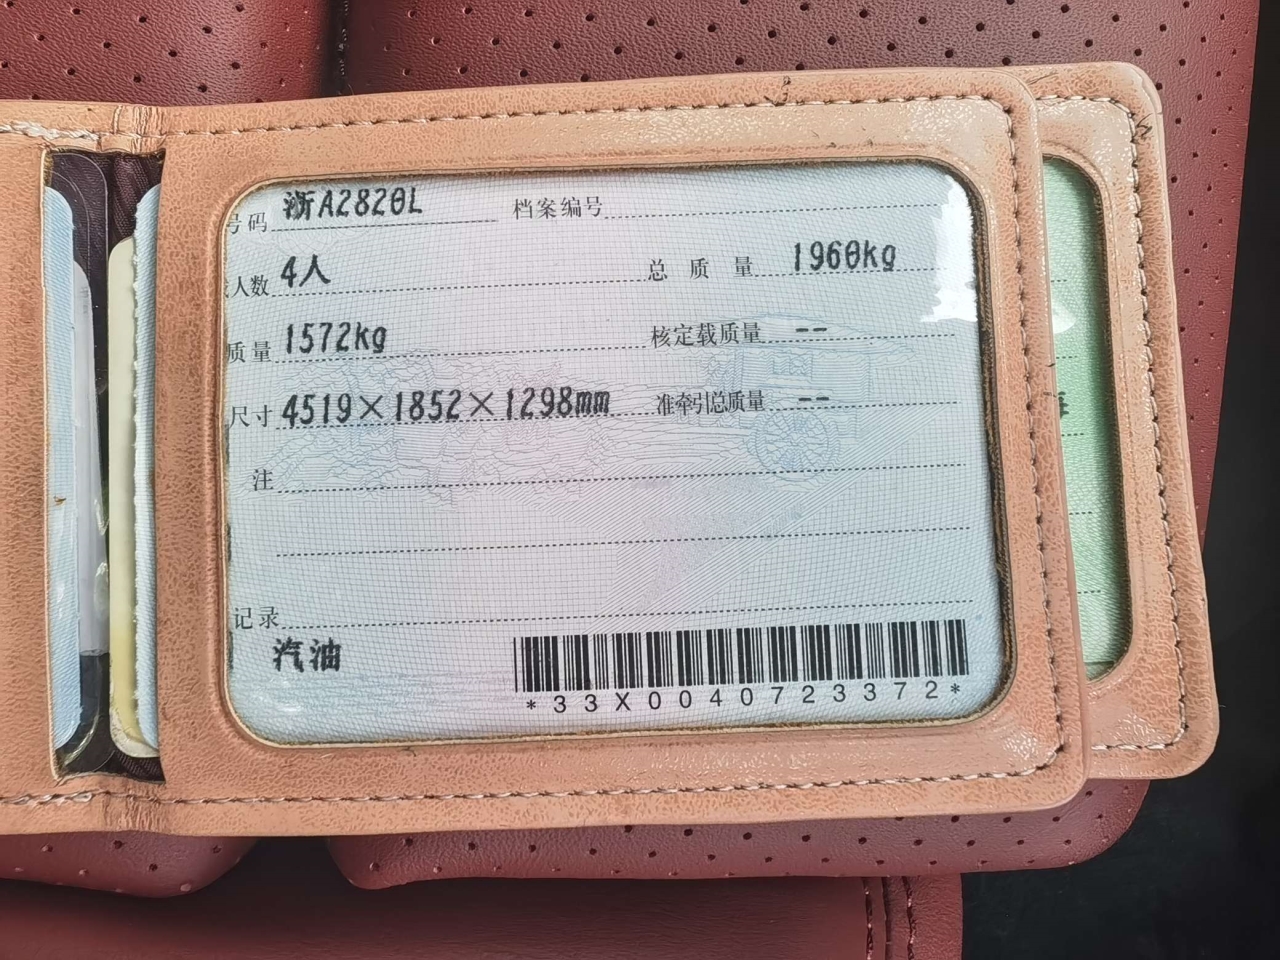 号码 浙A2820L 档案编号
人数 4人 总质量 1960kg
质量 1572kg 核定载质量 --
尺寸 4519×1852×1298mm 准牵引总质量 --
注
记录
汽油
*33X0040723372*